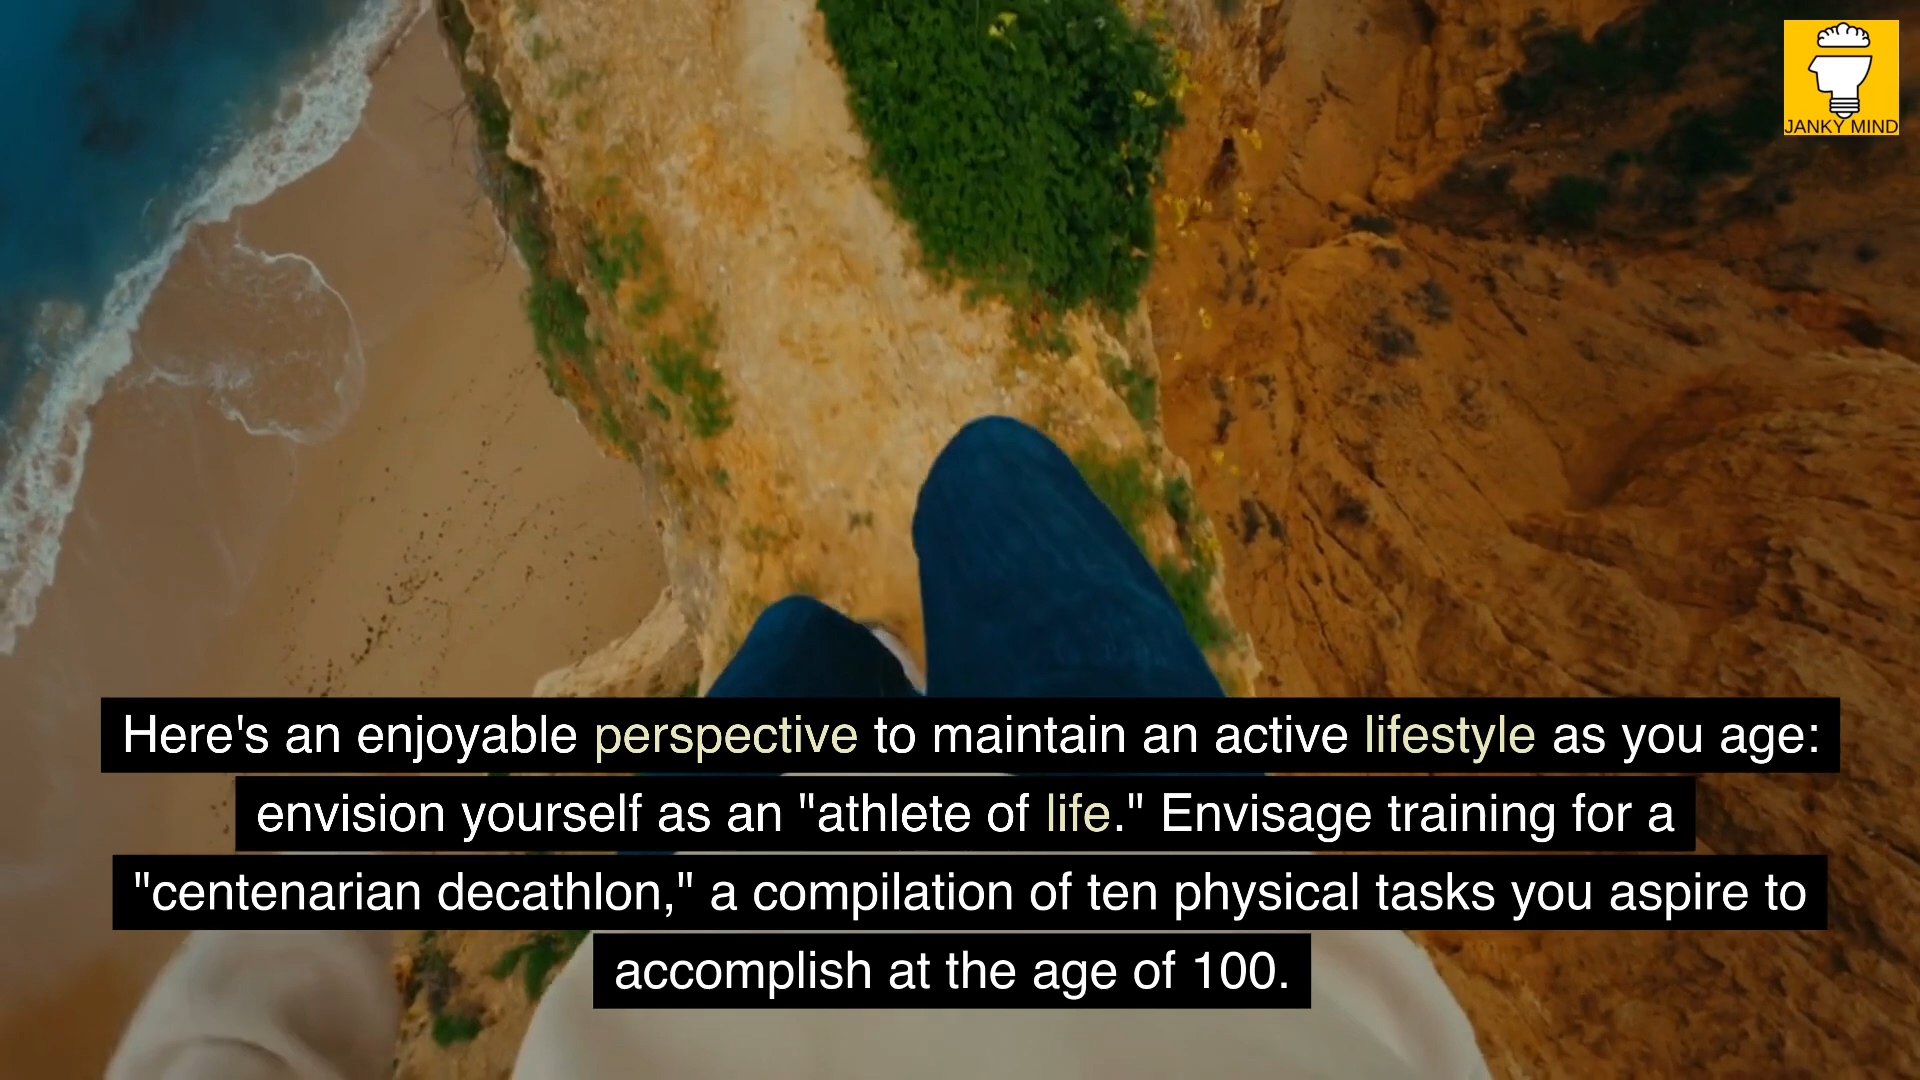 JANKY MIND
Here's an enjoyable perspective to maintain an active lifestyle as you age:
envision yourself as an "athlete of life." Envisage training for a
"centenarian decathlon," a compilation of ten physical tasks you aspire to
accomplish at the age of 100.